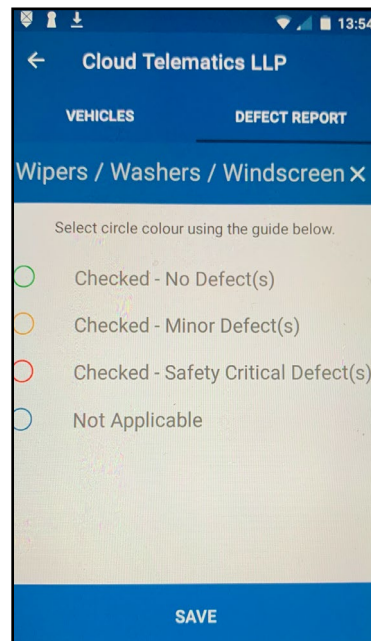 13:54
Cloud Telematics LLP
VEHICLES DEFECT REPORT
Wipers / Washers / Windscreen ×
Select circle colour using the guide below.
Checked - No Defect(s)
Checked - Minor Defect(s)
Checked - Safety Critical Defect(s)
Not Applicable
SAVE